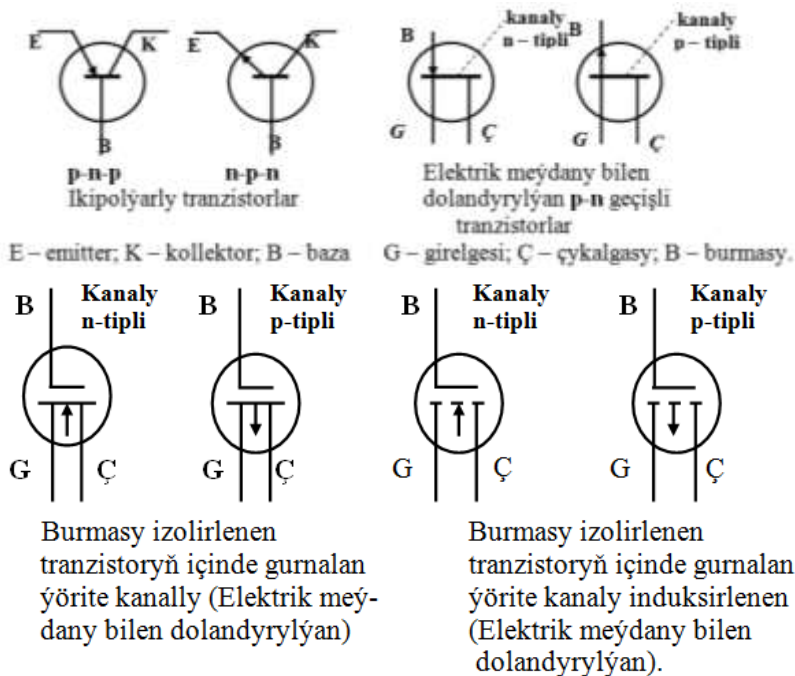 E K E K
B B
p-n-p n-p-n
Ikipolýarly tranzistorlar
B kanaly
n – tipli
B kanaly
p – tipli
G Ç G Ç
Elektrik meýdany bilen
dolandyrylýan p-n geçişli
tranzistorlar
E – emitter; K – kollektor; B – baza
G – girelgesi; Ç – çykalgasy; B – burmasy.
B Kanaly
n-tipli
B Kanaly
p-tipli
B Kanaly
n-tipli
B Kanaly
p-tipli
G Ç G Ç G Ç G Ç
Burmasy izolirlenen
tranzistoryň içinde gurnalan
ýörite kanally (Elektrik meý-
dany bilen dolandyrylýan)
Burmasy izolirlenen
tranzistoryň içinde gurnalan
ýörite kanaly induksirlenen
(Elektrik meýdany bilen
dolandyrylýan).